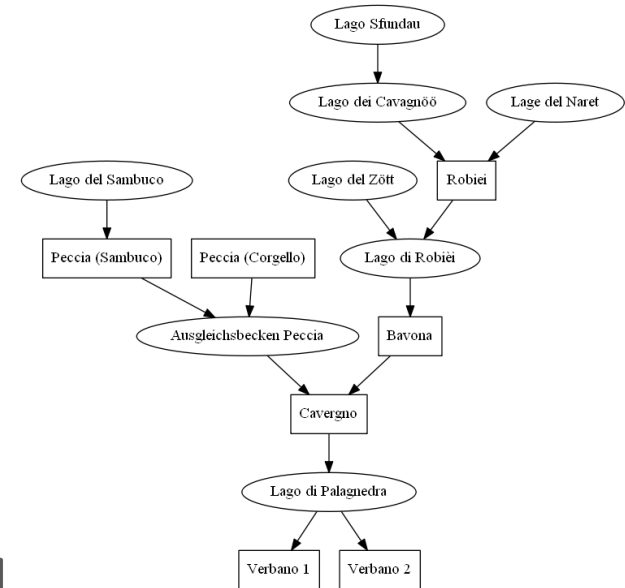 Lago Sfundau
Lago dei Cavagnöö
Lage del Naret
Lago del Sambuco
Lago del Zött
Robiei
Peccia (Sambuco)
Peccia (Corgello)
Lago di Robièi
Ausgleichsbecken Peccia
Bavona
Cavergno
Lago di Palagnedra
Verbano 1
Verbano 2